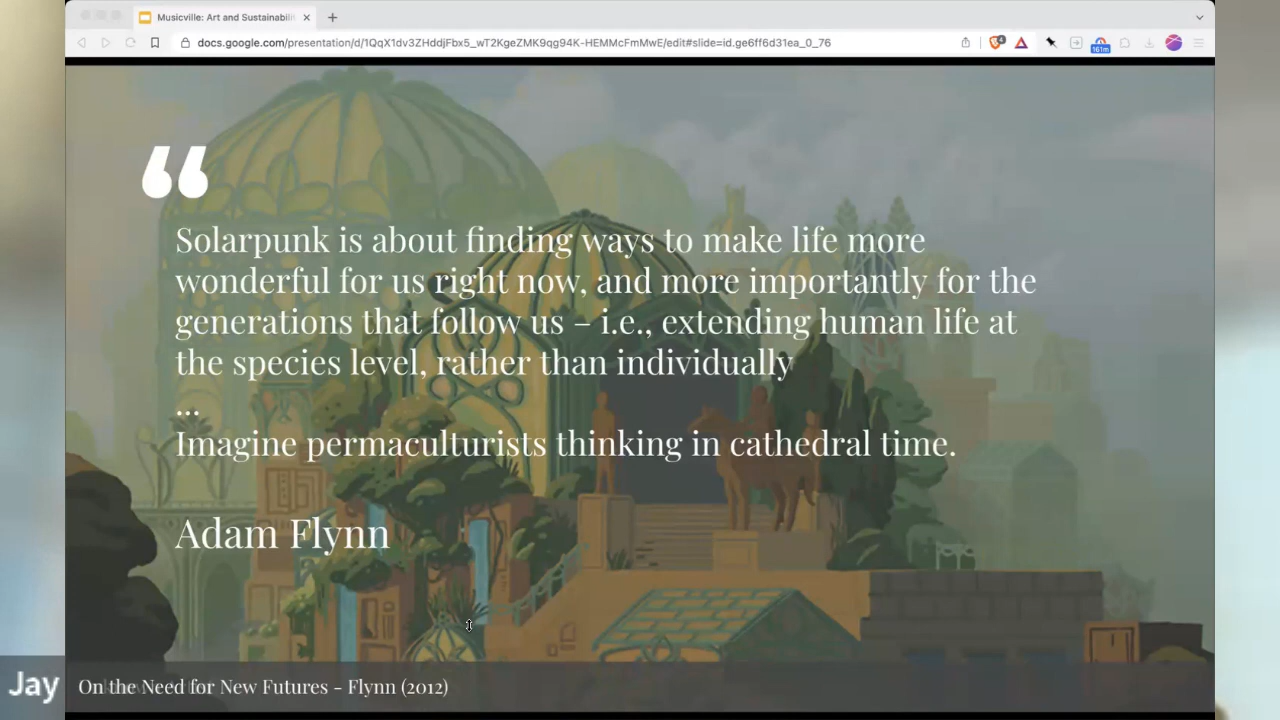 Musicville: Art and Sustainabili
docs.google.com/presentation/d/1QqX1dv3ZHddjFbx5_wT2KgeZMK9qg94K-HEMMcFmMwE/edit#slide=id.ge6ff6d31ea_0_76
4
161m
“
Solarpunk is about finding ways to make life more
wonderful for us right now, and more importantly for the
generations that follow us – i.e., extending human life at
the species level, rather than individually
...
Imagine permaculturists thinking in cathedral time.
Adam Flynn
Jay
On the Need for New Futures - Flynn (2012)